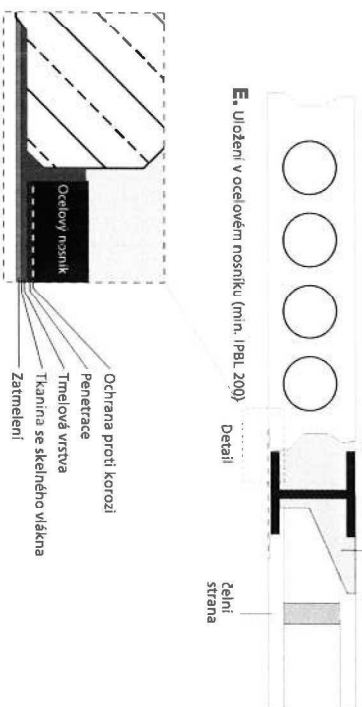 E. Uložení v ocelovém nosníku (min. IPBL 200)
Detail
čelní
strana
Ocelový nosník
Ochrana proti korozi
Penetrace
Tmelová vrstva
Tkanina se skelného vlákna
Zatmelení